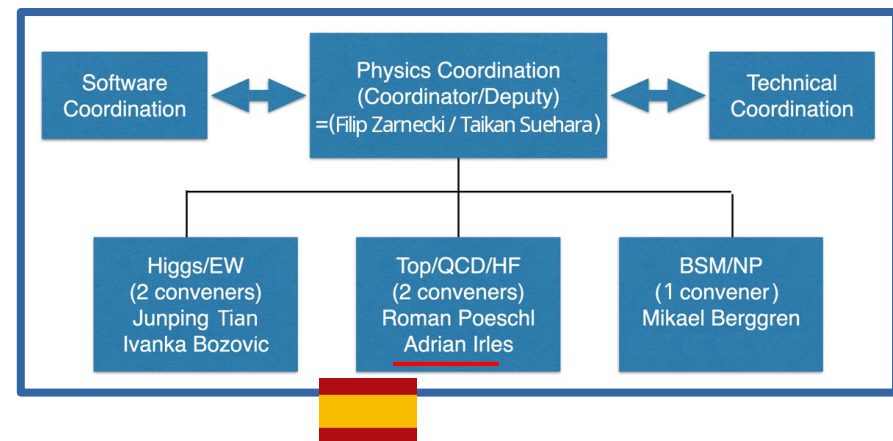 Software
Coordination
Physics Coordination
(Coordinator/Deputy)
=(Filip Zarnecki / Taikan Suehara)
Technical
Coordination
Higgs/EW
(2 conveners)
Junping Tian
Ivanka Bozovic
Top/QCD/HF
(2 conveners)
Roman Poeschl
Adrian Irles
BSM/NP
(1 convener)
Mikael Berggren